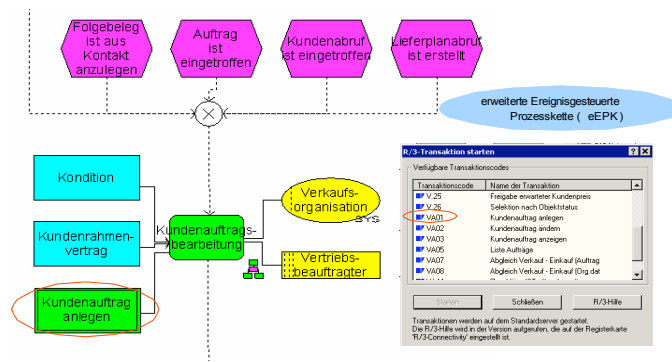 Folgebeleg
ist aus
Kontakt
anzulegen
Auftrag
ist
eingetroffen
Kundenabruf
ist eingetroffen
Lieferplanabruf
ist erstellt
erweiterte Ereignisgesteuerte
Prozesskette ( eEPK )
Kondition
Kundenrahmen-
vertrag
Kundenauftrag
anlegen
Kundenauftrags-
bearbeitung
Verkaufs-
organisation
SYS
Vertriebs-
beauftragter
R/3-Transaktion starten
Verfügbare Transaktionscodes
Transaktionscode Name der Transaktion
V.25 Freigabe erwarteter Kundenpreis
V.26 Selektion nach Objektstatus
VA01 Kundenauftrag anlegen
VA02 Kundenauftrag ändern
VA03 Kundenauftrag anzeigen
VA05 Liste Aufträge
VA07 Abgleich Verkauf - Einkauf (Auftrag
VA08 Abgleich Verkauf - Einkauf (Org.dat
Starten Schließen R/3-Hilfe
Transaktionen werden auf dem Standardserver gestartet.
Die R/3-Hilfe wird in der Version aufgerufen, die auf der Registerkarte
'R/3-Connectivity' eingestellt ist.